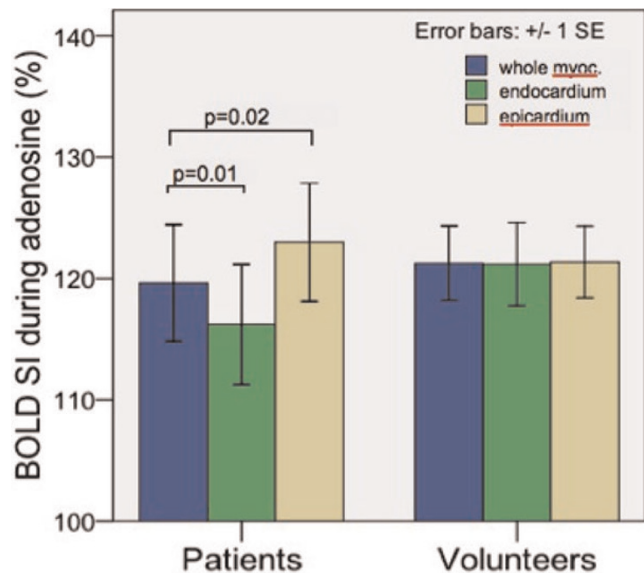 Error bars: +/- 1 SE
whole myoc.
endocardium
epicardium
BOLD SI during adenosine (%)
140
130
120
110
100
p=0.02
p=0.01
Patients
Volunteers